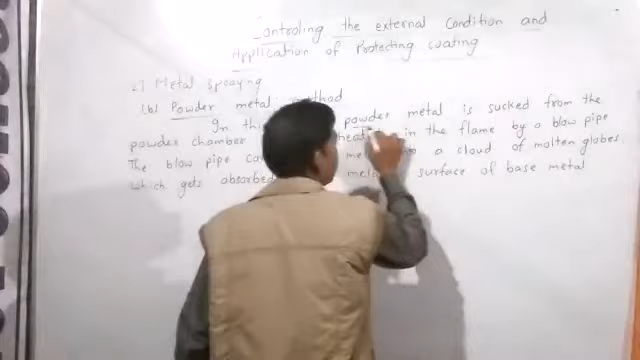 Controling the external Condition and
Application of Protecting coating
2) Metal Spraying
(b) Powder metal method
In powder metal is sucked from the
powder chamber heat in the flame by a blow pipe
The blow pipe a cloud of molten globes.
which gets absorbed surface of base metal